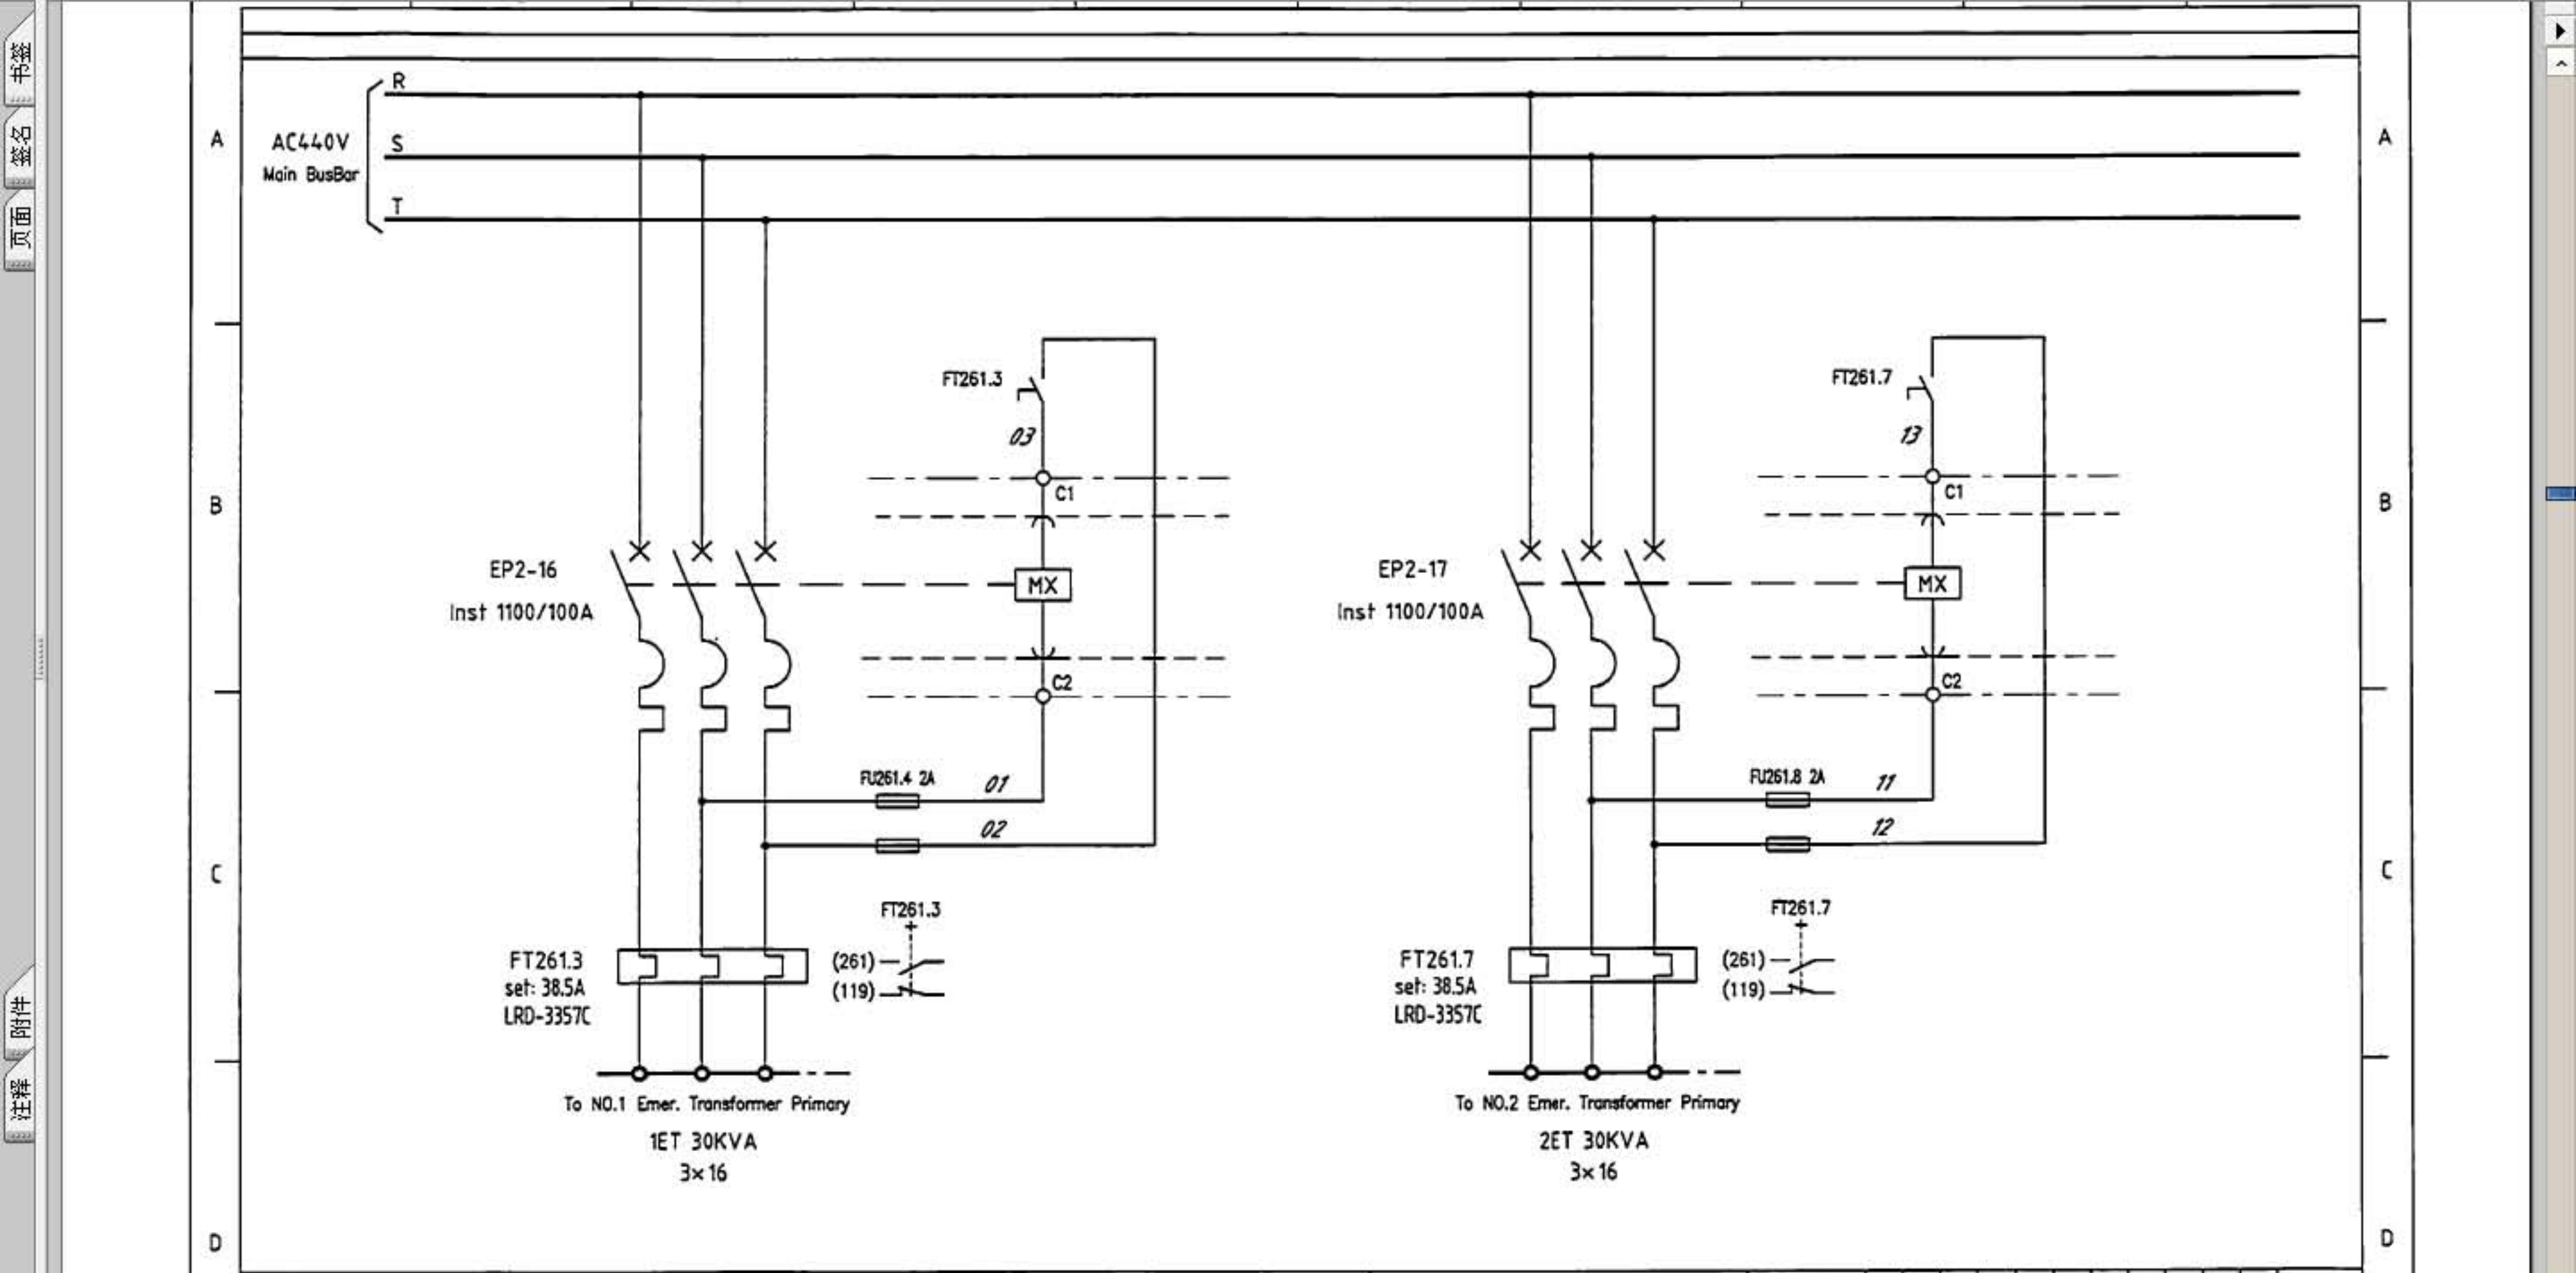 书签
签名
页面
附件
注释
R
A
AC440V
S
A
Main BusBar
T
FT261.3
FT261.7
03
13
B
C1
C1
B
EP2-16
MX
EP2-17
MX
Inst 1100/100A
Inst 1100/100A
C2
C2
FU261.4 2A
01
FU261.8 2A
11
02
12
C
C
FT261.3
FT261.7
FT261.3
(261)
FT261.7
(261)
set: 38.5A
(119)
set: 38.5A
(119)
LRD-3357C
LRD-3357C
To NO.1 Emer. Transformer Primary
To NO.2 Emer. Transformer Primary
1ET 30KVA
2ET 30KVA
3×16
3×16
D
D